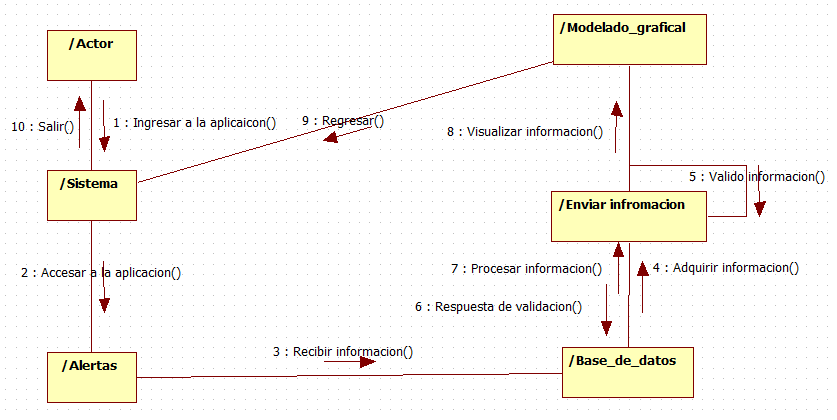 /Actor
/Modelado_grafical
10 : Salir()
1 : Ingresar a la aplicaicon()
9 : Regresar()
8 : Visualizar informacion()
/Sistema
5 : Valido informacion()
/Enviar infromacion
2 : Accesar a la aplicacion()
7 : Procesar informacion()
4 : Adquirir informacion()
6 : Respuesta de validacion()
3 : Recibir informacion()
/Alertas
/Base_de_datos